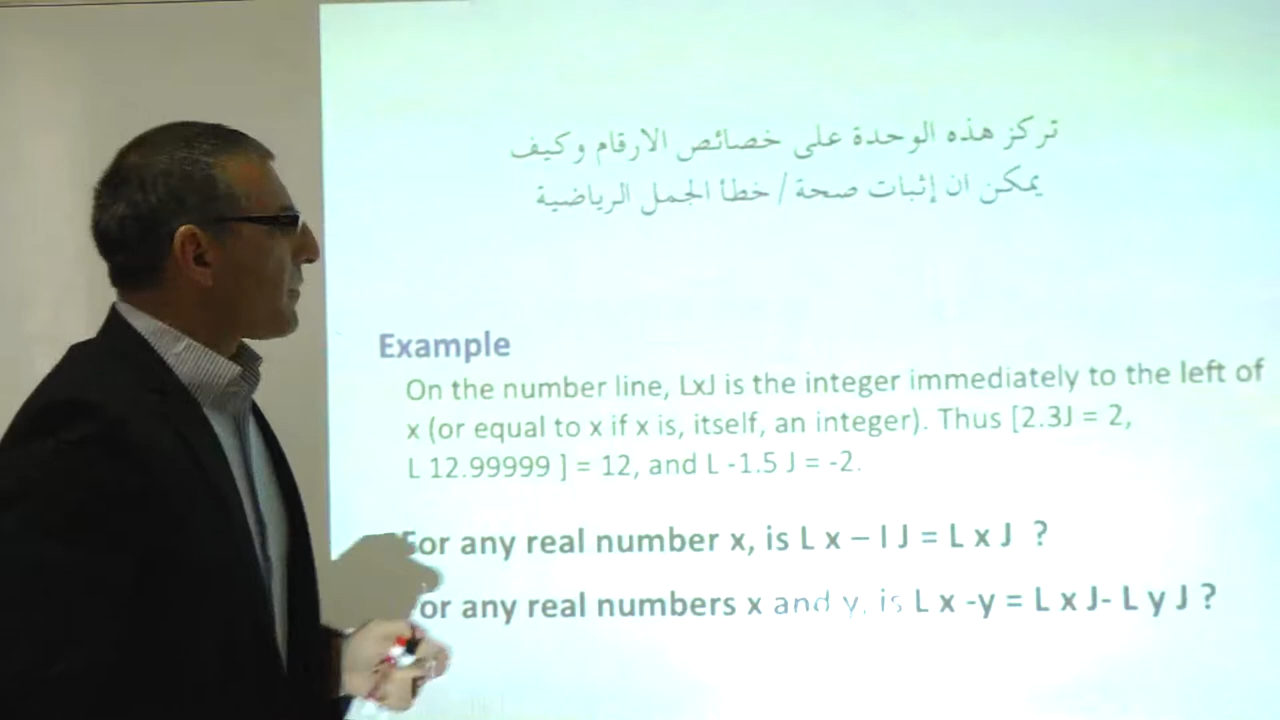 تركز هذه الوحدة على خصائص الارقام وكيف
يمكن ان إثبات صحة / خطأ الجمل الرياضية
Example
On the number line, LxJ is the integer immediately to the left of
x (or equal to x if x is, itself, an integer). Thus [2.3J = 2,
L 12.99999 ] = 12, and L -1.5 J = -2.
For any real number x, is L x – I J = L x J ?
or any real numbers x and y, is L x -y = L x J- L y J ?